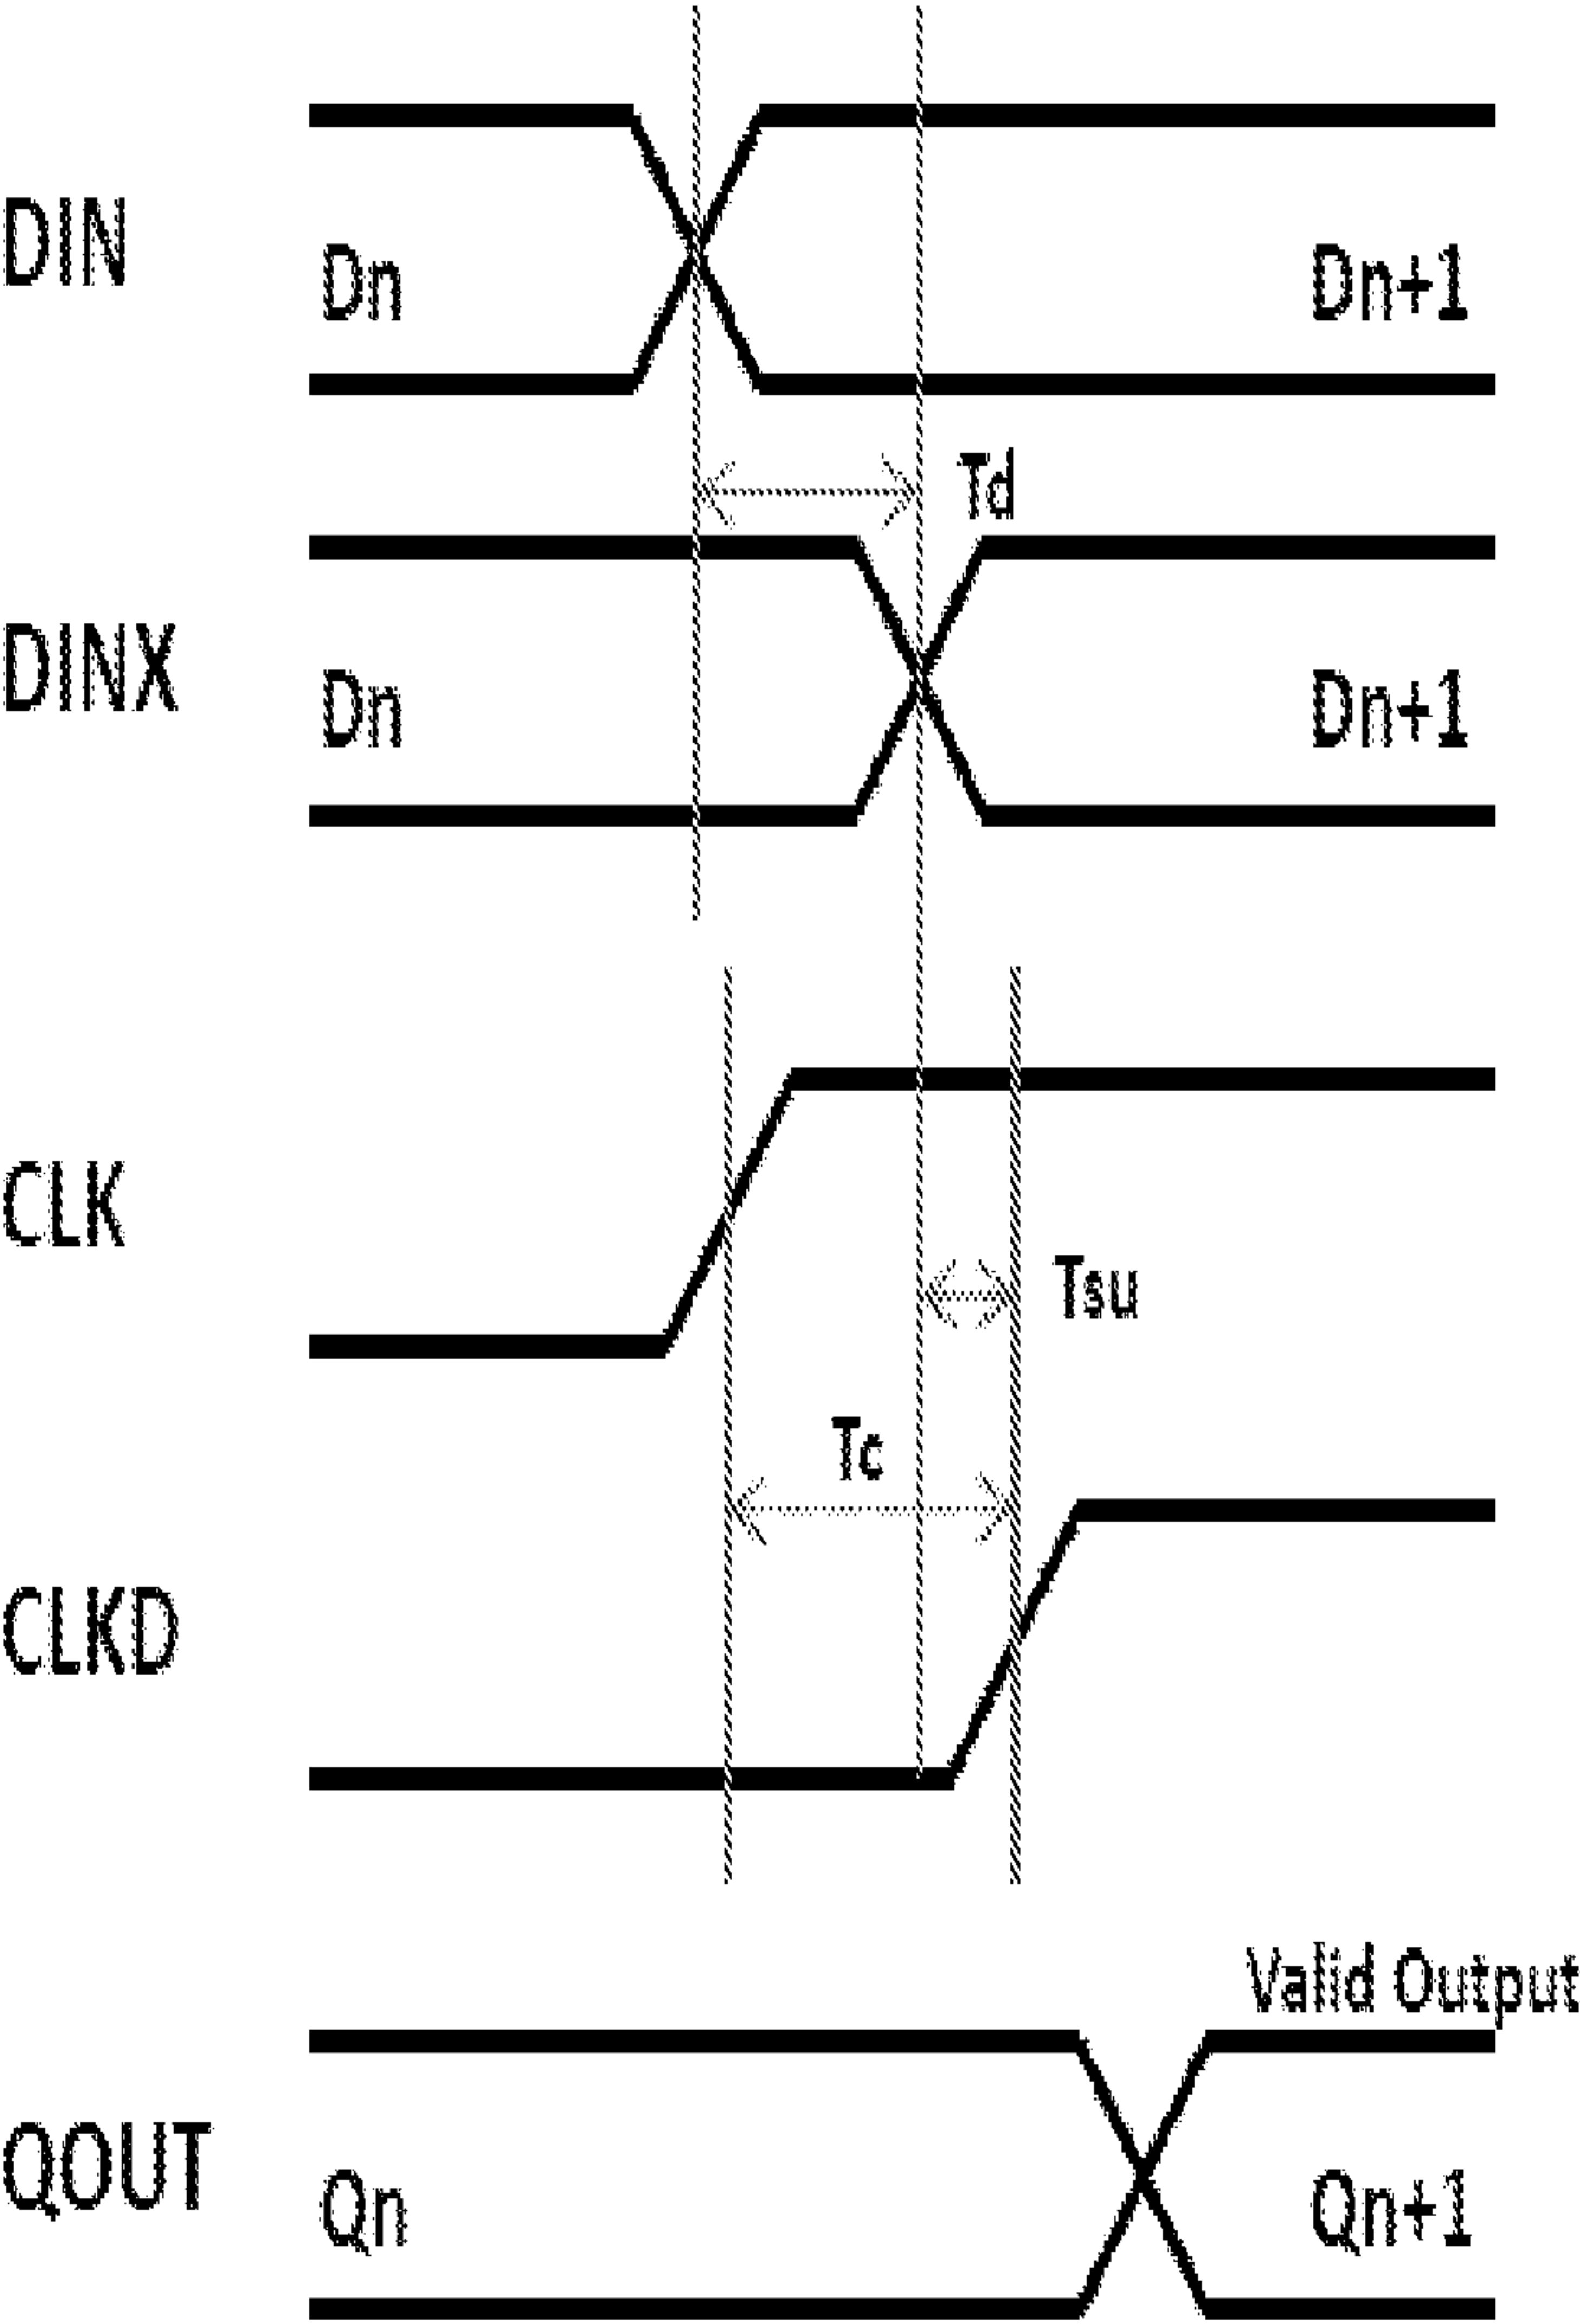 DIN
Dn
Dn+1
Td
DINX
Dn
Dn+1
CLK
Tsu
Tc
CLKD
Valid Output
QOUT
Qn
Qn+1